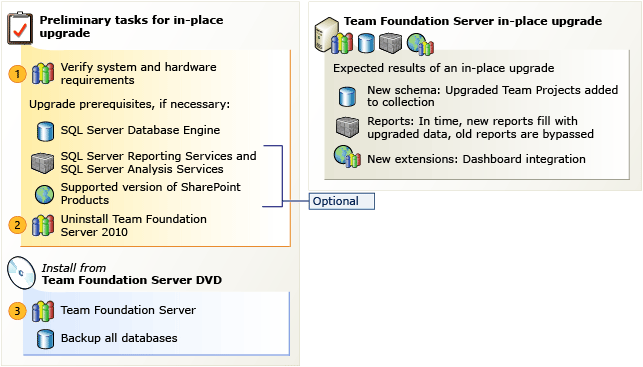 Preliminary tasks for in-place
upgrade
1 Verify system and hardware
requirements
Upgrade prerequisites, if necessary:
SQL Server Database Engine
SQL Server Reporting Services and
SQL Server Analysis Services
Supported version of SharePoint
Products
Optional
2 Uninstall Team Foundation
Server 2010
Install from
Team Foundation Server DVD
3 Team Foundation Server
Backup all databases
Team Foundation Server in-place upgrade
Expected results of an in-place upgrade
New schema: Upgraded Team Projects added
to collection
Reports: In time, new reports fill with
upgraded data, old reports are bypassed
New extensions: Dashboard integration